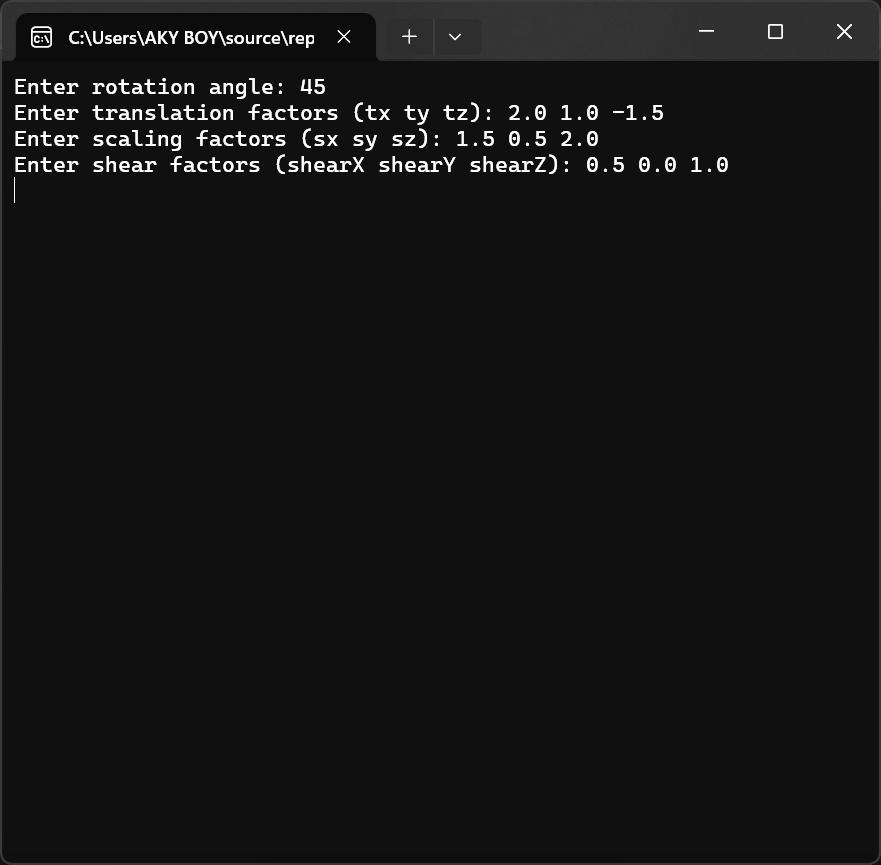 C:\Users\AKY BOY\source\rep
Enter rotation angle: 45
Enter translation factors (tx ty tz): 2.0 1.0 -1.5
Enter scaling factors (sx sy sz): 1.5 0.5 2.0
Enter shear factors (shearX shearY shearZ): 0.5 0.0 1.0